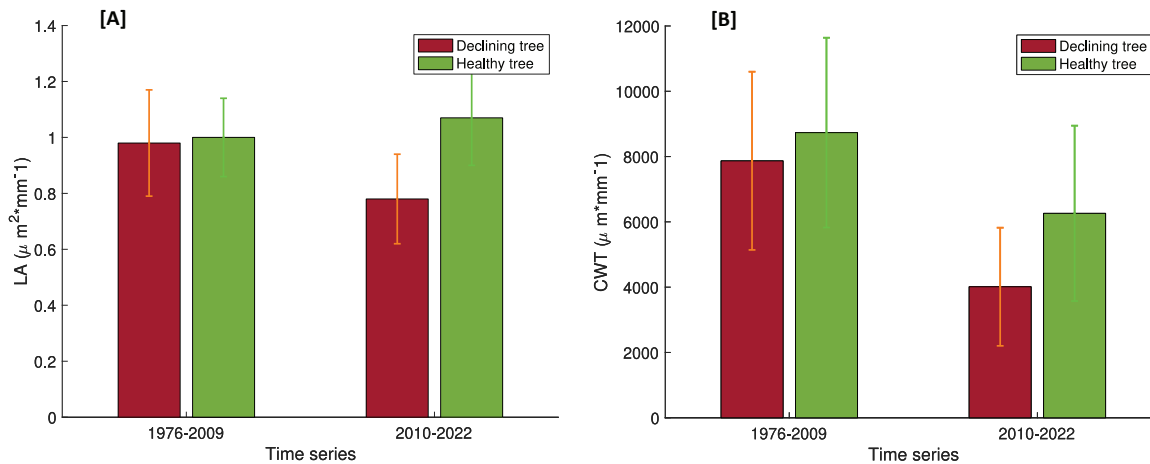 [A]
1.4
1.2
1
0.8
0.6
0.4
0.2
0
LA (μ m²*mm⁻1)
Declining tree
Healthy tree
1976-2009
2010-2022
Time series
[B]
12000
10000
8000
6000
4000
2000
0
CWT (μ m*mm⁻1)
Declining tree
Healthy tree
1976-2009
2010-2022
Time series